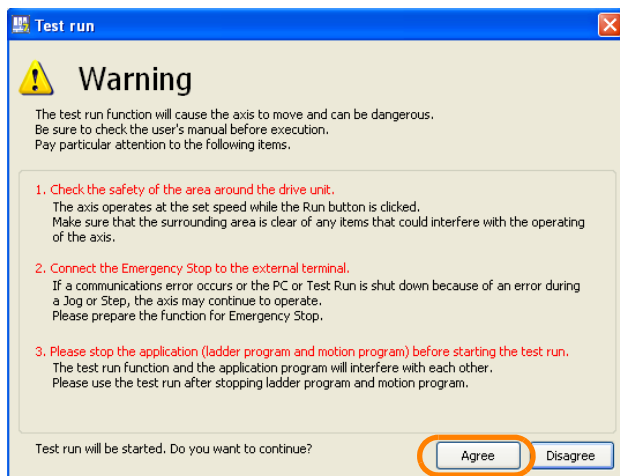 Test run
Warning
The test run function will cause the axis to move and can be dangerous.
Be sure to check the user's manual before execution.
Pay particular attention to the following items.
1. Check the safety of the area around the drive unit.
The axis operates at the set speed while the Run button is clicked.
Make sure that the surrounding area is clear of any items that could interfere with the operating
of the axis.
2. Connect the Emergency Stop to the external terminal.
If a communications error occurs or the PC or Test Run is shut down because of an error during
a Jog or Step, the axis may continue to operate.
Please prepare the function for Emergency Stop.
3. Please stop the application (ladder program and motion program) before starting the test run.
The test run function and the application program will interfere with each other.
Please use the test run after stopping ladder program and motion program.
Test run will be started. Do you want to continue?
Agree
Disagree